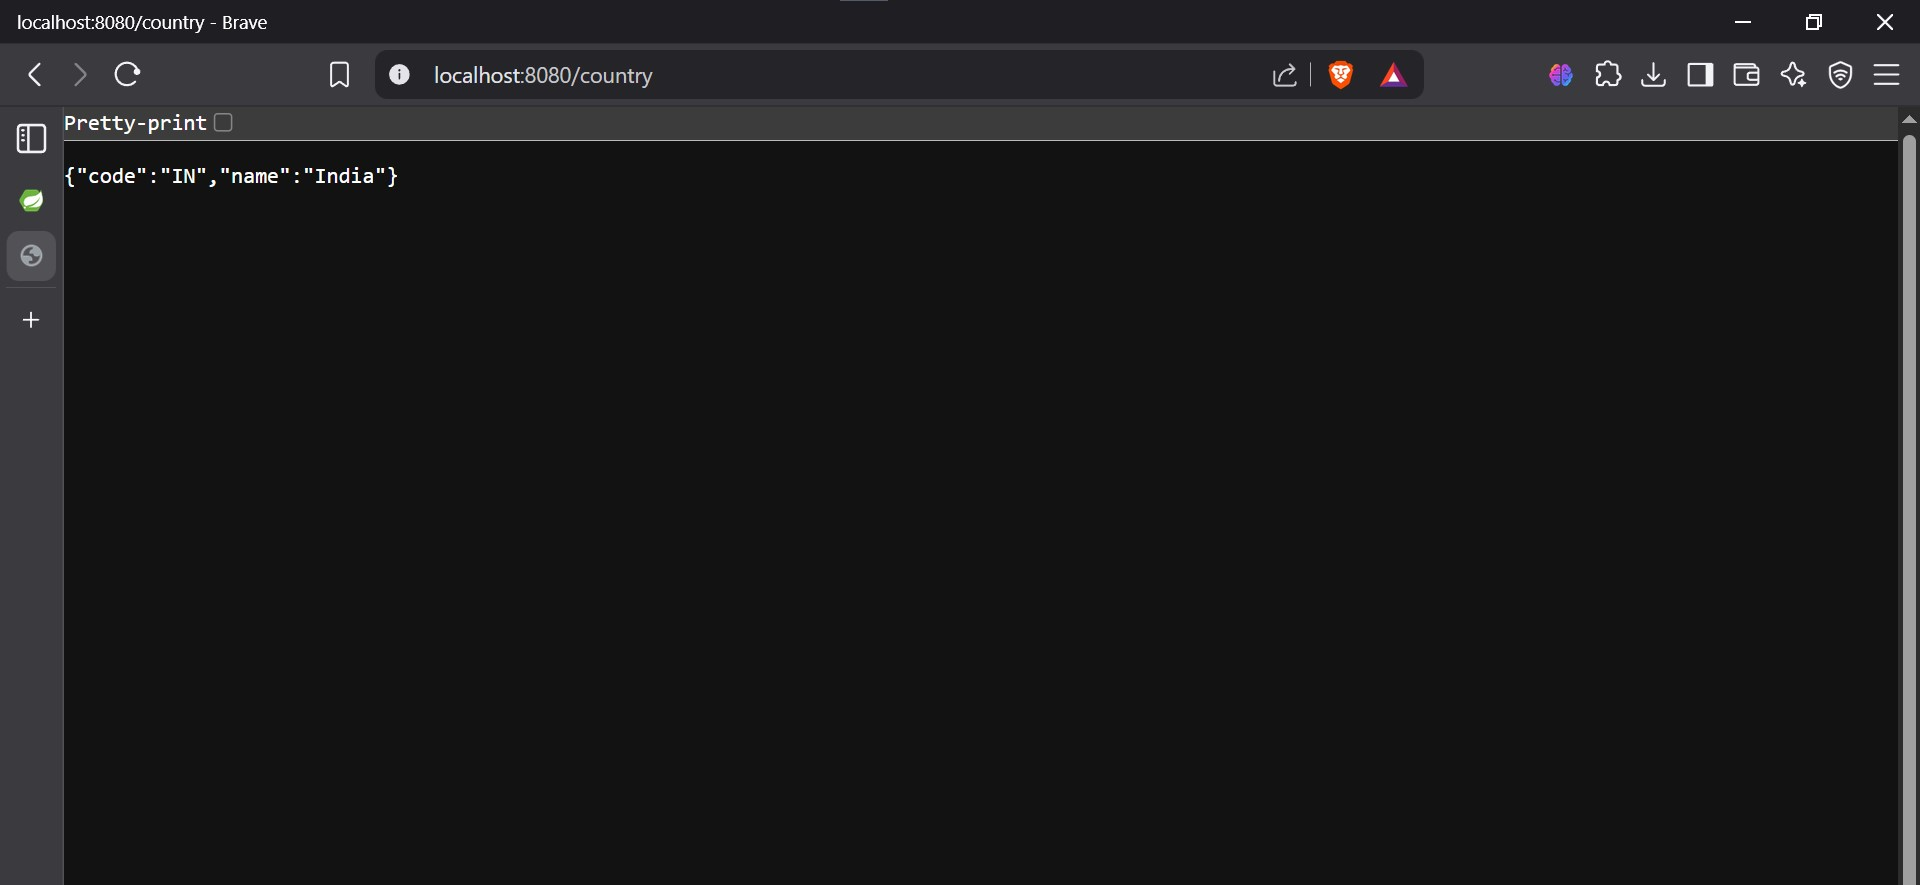 localhost:8080/country - Brave
localhost:8080/country
Pretty-print
{"code":"IN","name":"India"}